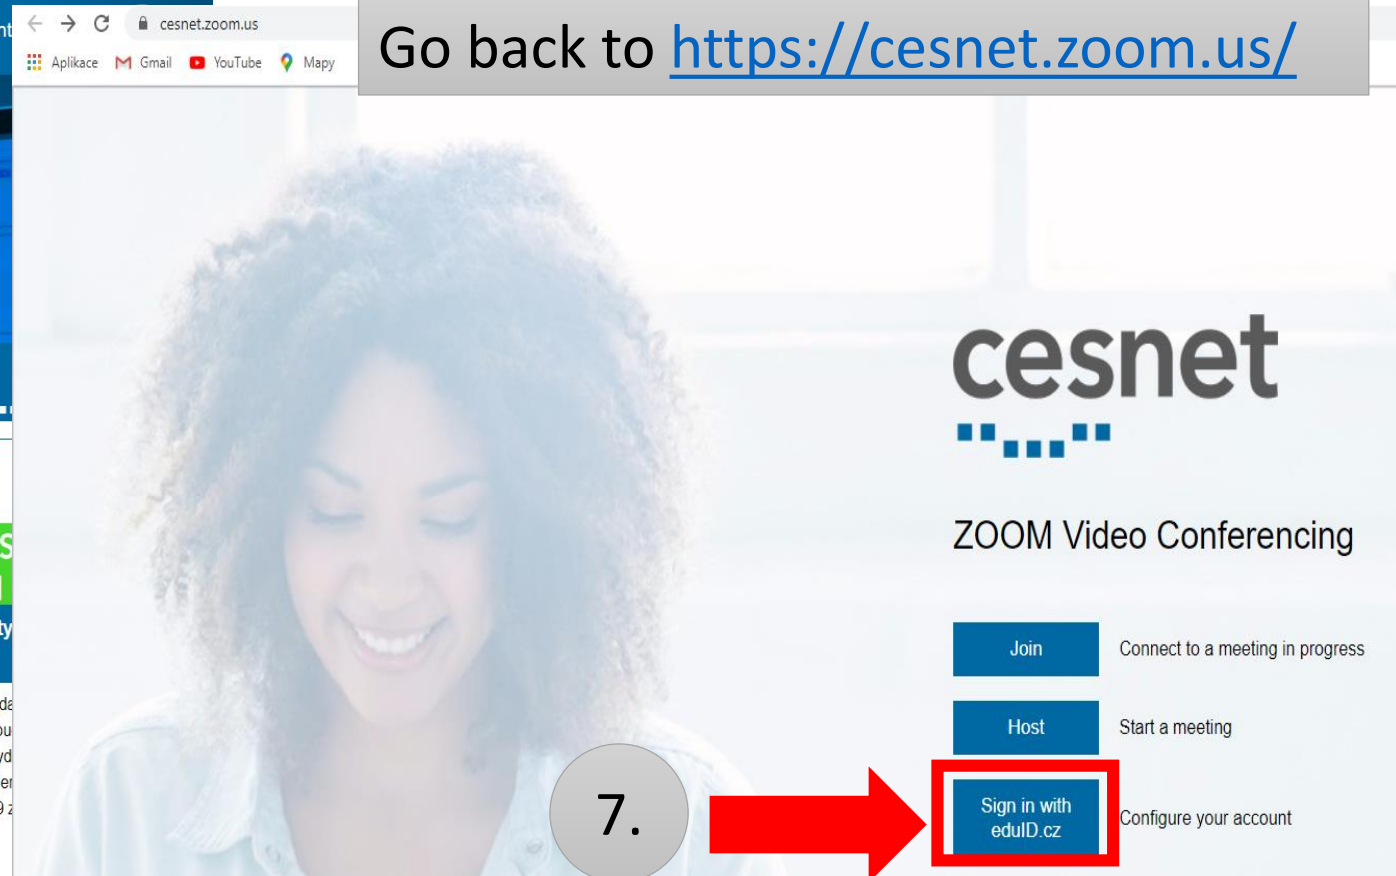 cesnet.zoom.us
Aplikace Gmail YouTube Mapy
Go back to https://cesnet.zoom.us/
cesnet
ZOOM Video Conferencing
Join Connect to a meeting in progress
Host Start a meeting
7.
Sign in with
eduID.cz
Configure your account